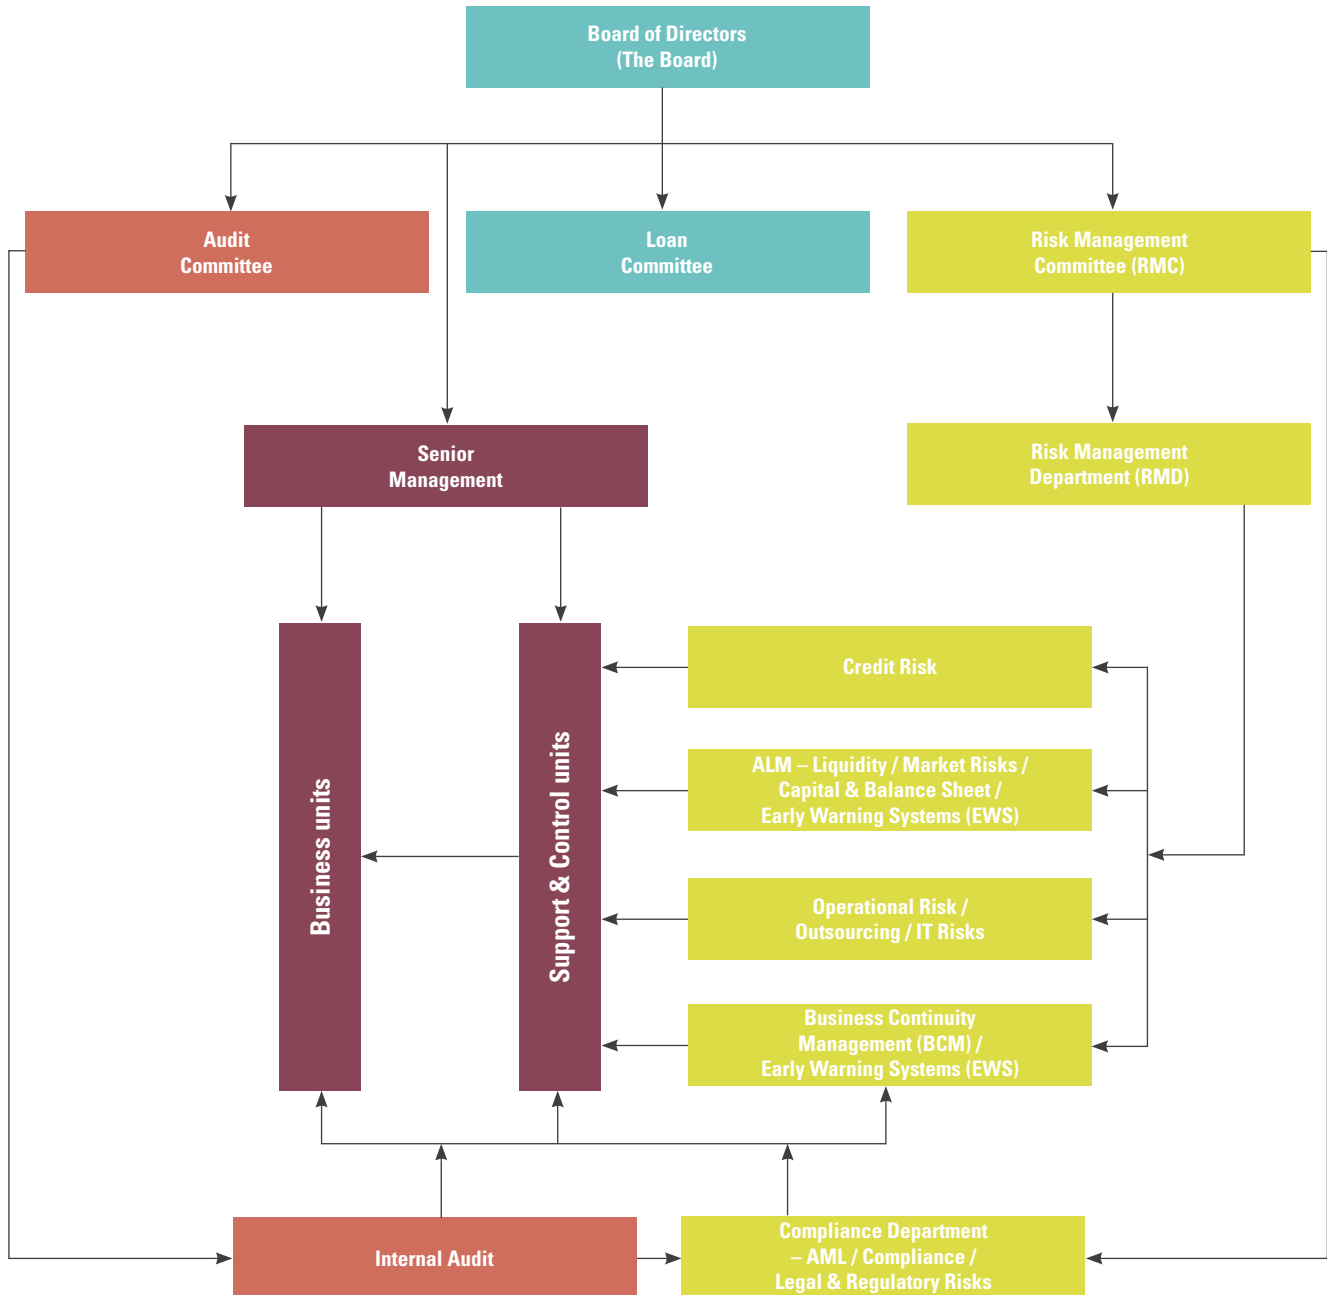 Board of Directors
(The Board)
Audit
Committee
Loan
Committee
Risk Management
Committee (RMC)
Senior
Management
Risk Management
Department (RMD)
Business units
Support & Control units
Credit Risk
ALM – Liquidity / Market Risks /
Capital & Balance Sheet /
Early Warning Systems (EWS)
Operational Risk /
Outsourcing / IT Risks
Business Continuity
Management (BCM) /
Early Warning Systems (EWS)
Internal Audit
Compliance Department
– AML / Compliance /
Legal & Regulatory Risks